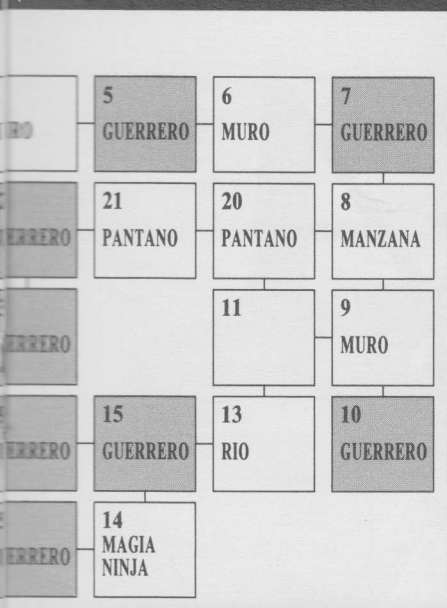 5
GUERRERO
6
MURO
7
GUERRERO
21
PANTANO
20
PANTANO
8
MANZANA
11
9
MURO
15
GUERRERO
13
RIO
10
GUERRERO
14
MAGIA
NINJA